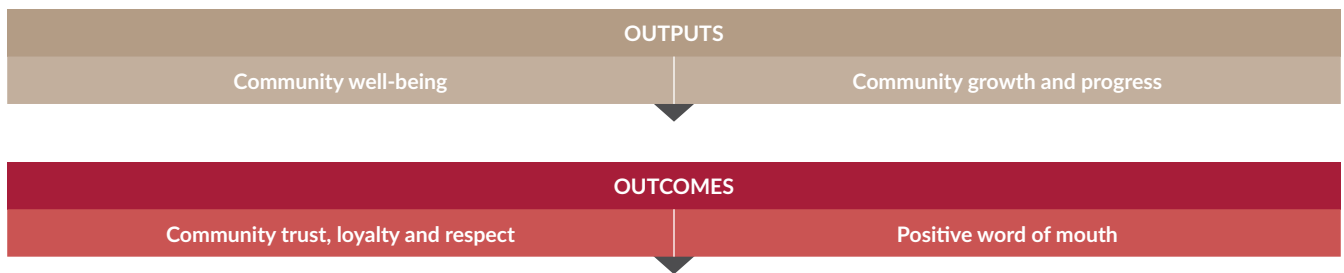 OUTPUTS
Community well-being
Community growth and progress
OUTCOMES
Community trust, loyalty and respect
Positive word of mouth